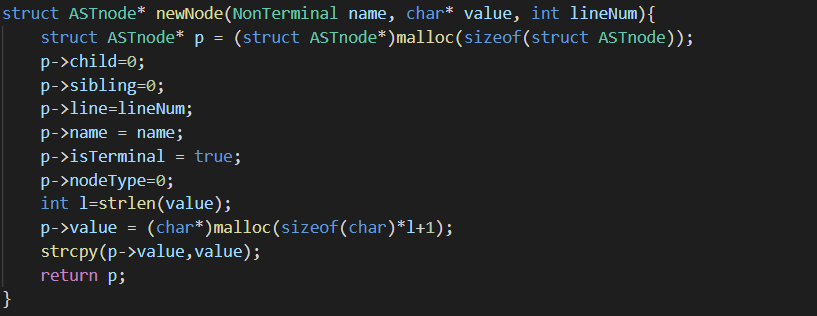 struct ASTnode* newNode(NonTerminal name, char* value, int lineNum){
    struct ASTnode* p = (struct ASTnode*)malloc(sizeof(struct ASTnode));
    p->child=0;
    p->sibling=0;
    p->line=lineNum;
    p->name = name;
    p->isTerminal = true;
    p->nodeType=0;
    int l=strlen(value);
    p->value = (char*)malloc(sizeof(char)*l+1);
    strcpy(p->value,value);
    return p;
}